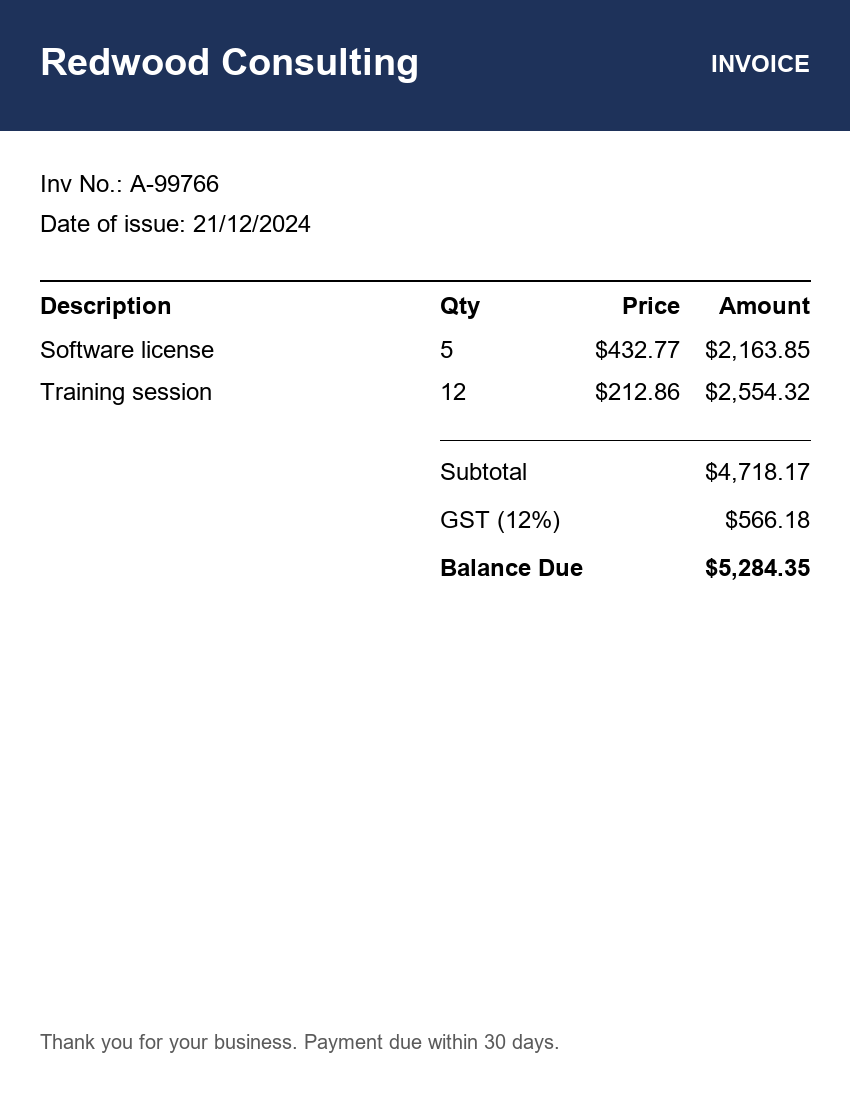 Redwood Consulting INVOICE
Inv No.: A-99766
Date of issue: 21/12/2024
Description Qty Price Amount
Software license 5 $432.77 $2,163.85
Training session 12 $212.86 $2,554.32
Subtotal $4,718.17
GST (12%) $566.18
Balance Due $5,284.35
Thank you for your business. Payment due within 30 days.